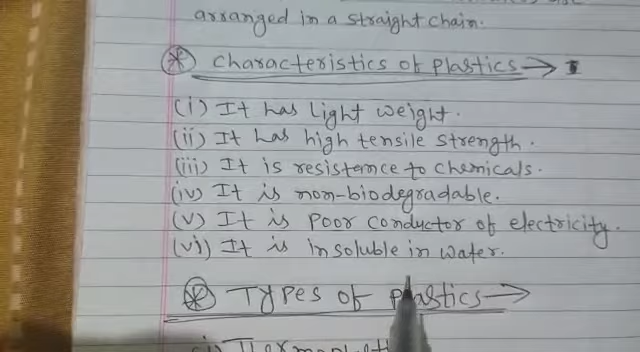 arranged in a straight chain.
Characteristics of Plastics →
(i) It has Light weight.
(ii) It has high tensile strength.
(iii) It is resistance to chemicals.
(iv) It is non-biodegradable.
(v) It is Poor conductor of electricity.
(vi) It is insoluble in water.
Types of Plastics →
(i)